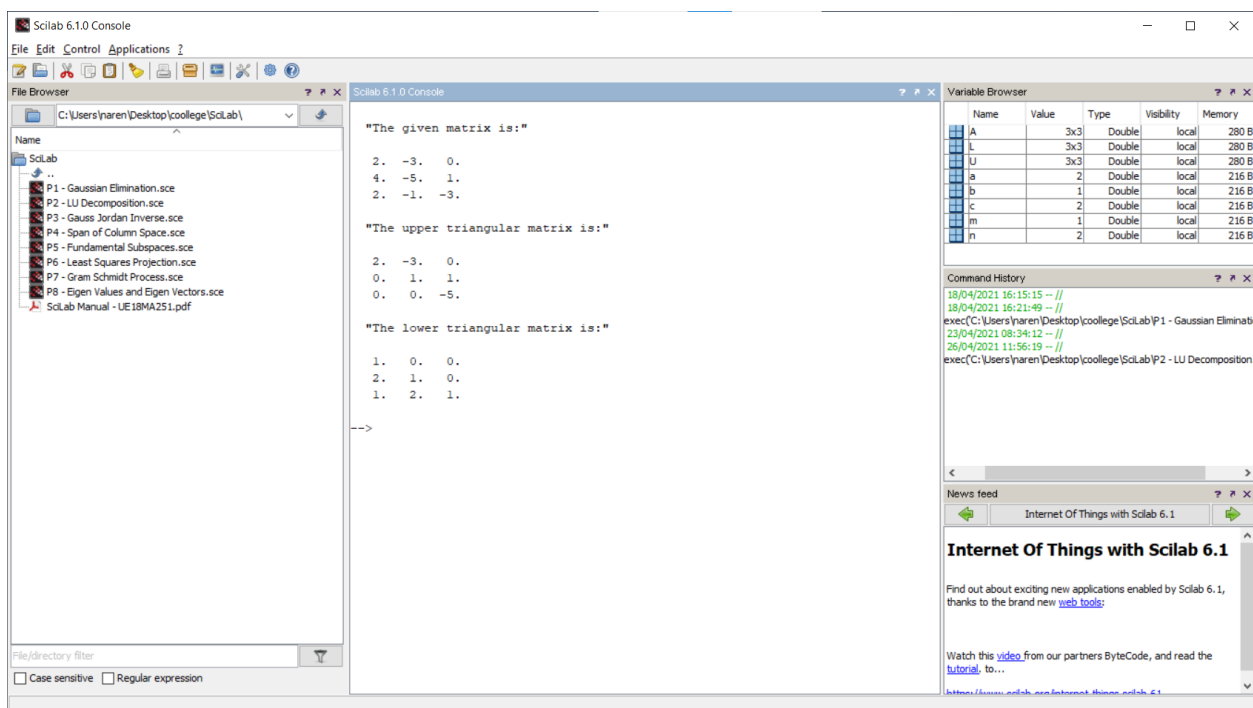 Scilab 6.1.0 Console
File Edit Control Applications ?
File Browser ? ↗ X
C:\Users\naren\Desktop\coollege\SciLab\
Name
SciLab
..
P1 - Gaussian Elimination.sce
P2 - LU Decomposition.sce
P3 - Gauss Jordan Inverse.sce
P4 - Span of Column Space.sce
P5 - Fundamental Subspaces.sce
P6 - Least Squares Projection.sce
P7 - Gram Schmidt Process.sce
P8 - Eigen Values and Eigen Vectors.sce
SciLab Manual - UE18MA251.pdf
File/directory filter
Case sensitive Regular expression
Scilab 6.1.0 Console ? ↗ X
"The given matrix is:"
2. -3. 0.
4. -5. 1.
2. -1. -3.
"The upper triangular matrix is:"
2. -3. 0.
0. 1. 1.
0. 0. -5.
"The lower triangular matrix is:"
1. 0. 0.
2. 1. 0.
1. 2. 1.
-->
Variable Browser ? ↗ X
Name Value Type Visibility Memory
A 3x3 Double local 280 B
L 3x3 Double local 280 B
U 3x3 Double local 280 B
a 2 Double local 216 B
b 1 Double local 216 B
c 2 Double local 216 B
m 1 Double local 216 B
n 2 Double local 216 B
Command History ? ↗ X
18/04/2021 16:15:15 -- //
18/04/2021 16:21:49 -- //
exec('C:\Users\naren\Desktop\coollege\SciLab\P1 - Gaussian Eliminati
23/04/2021 08:34:12 -- //
26/04/2021 11:56:19 -- //
exec('C:\Users\naren\Desktop\coollege\SciLab\P2 - LU Decomposition
News feed ? ↗ X
Internet Of Things with Scilab 6.1
Internet Of Things with Scilab 6.1
Find out about exciting new applications enabled by Scilab 6.1,
thanks to the brand new web tools:
Watch this video from our partners ByteCode, and read the
tutorial. to...
https://www.scilab.org/internet-things-scilab-61